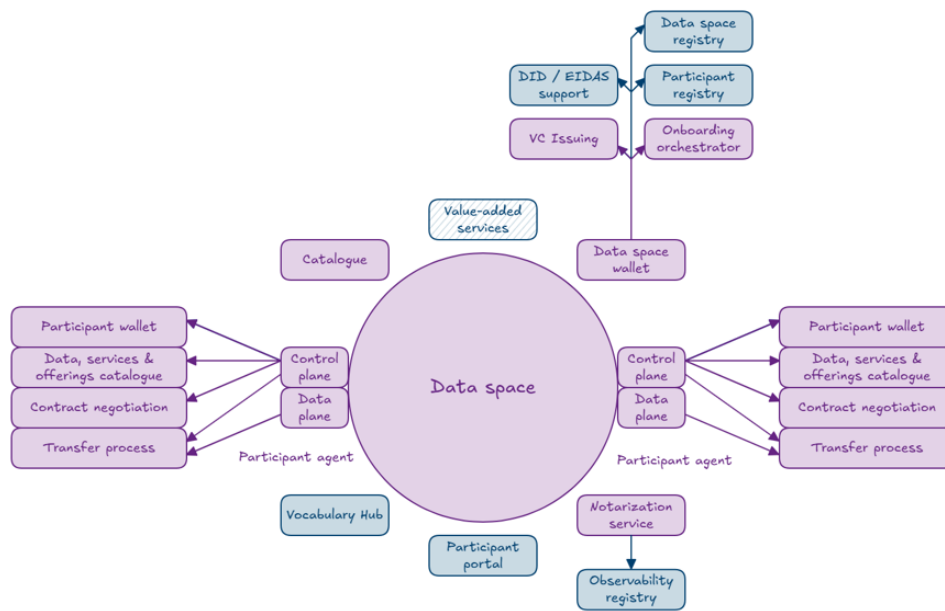 Data space
registry
DID / EIDAS
support
Participant
registry
VC Issuing
Onboarding
orchestrator
Value-added
services
Catalogue
Data space
wallet
Participant wallet
Data, services &
offerings catalogue
Contract negotiation
Transfer process
Control
plane
Data
plane
Participant agent
Data space
Control
plane
Data
plane
Participant agent
Participant wallet
Data, services &
offerings catalogue
Contract negotiation
Transfer process
Vocabulary Hub
Participant
portal
Notarization
service
Observability
registry